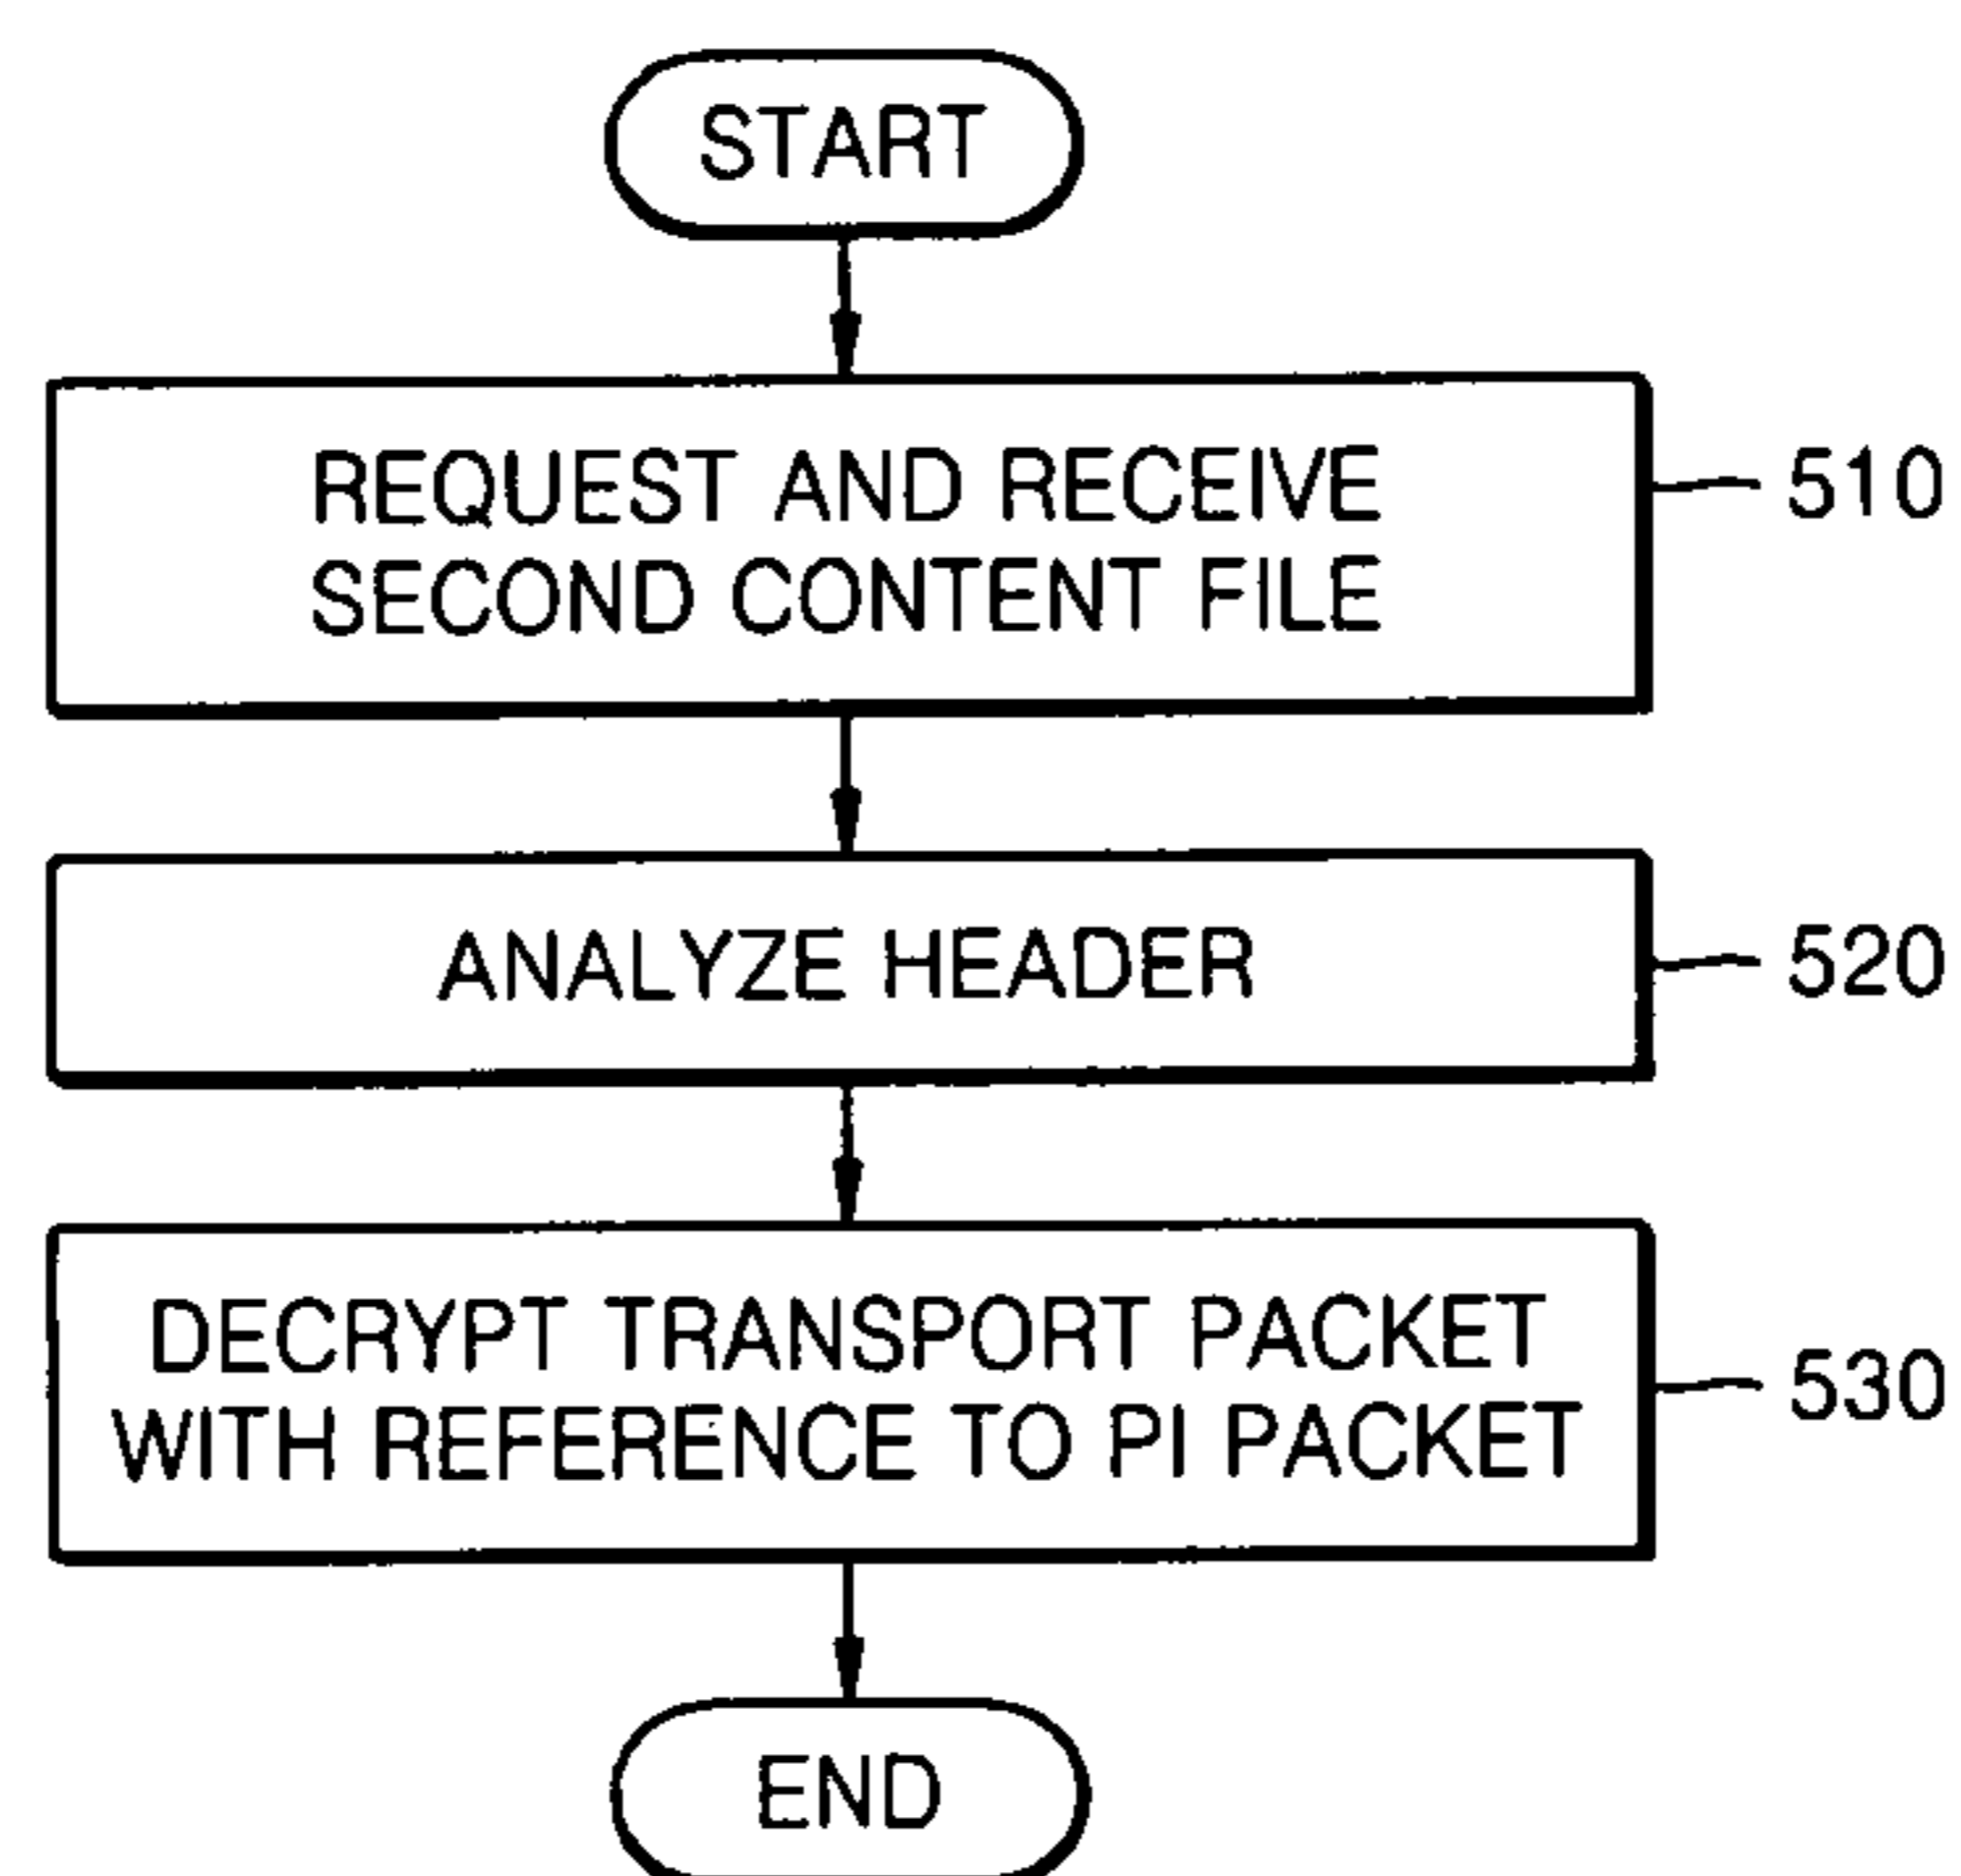 START
REQUEST AND RECEIVE
SECOND CONTENT FILE
510
ANALYZE HEADER
520
DECRYPT TRANSPORT PACKET
WITH REFERENCE TO PI PACKET
530
END